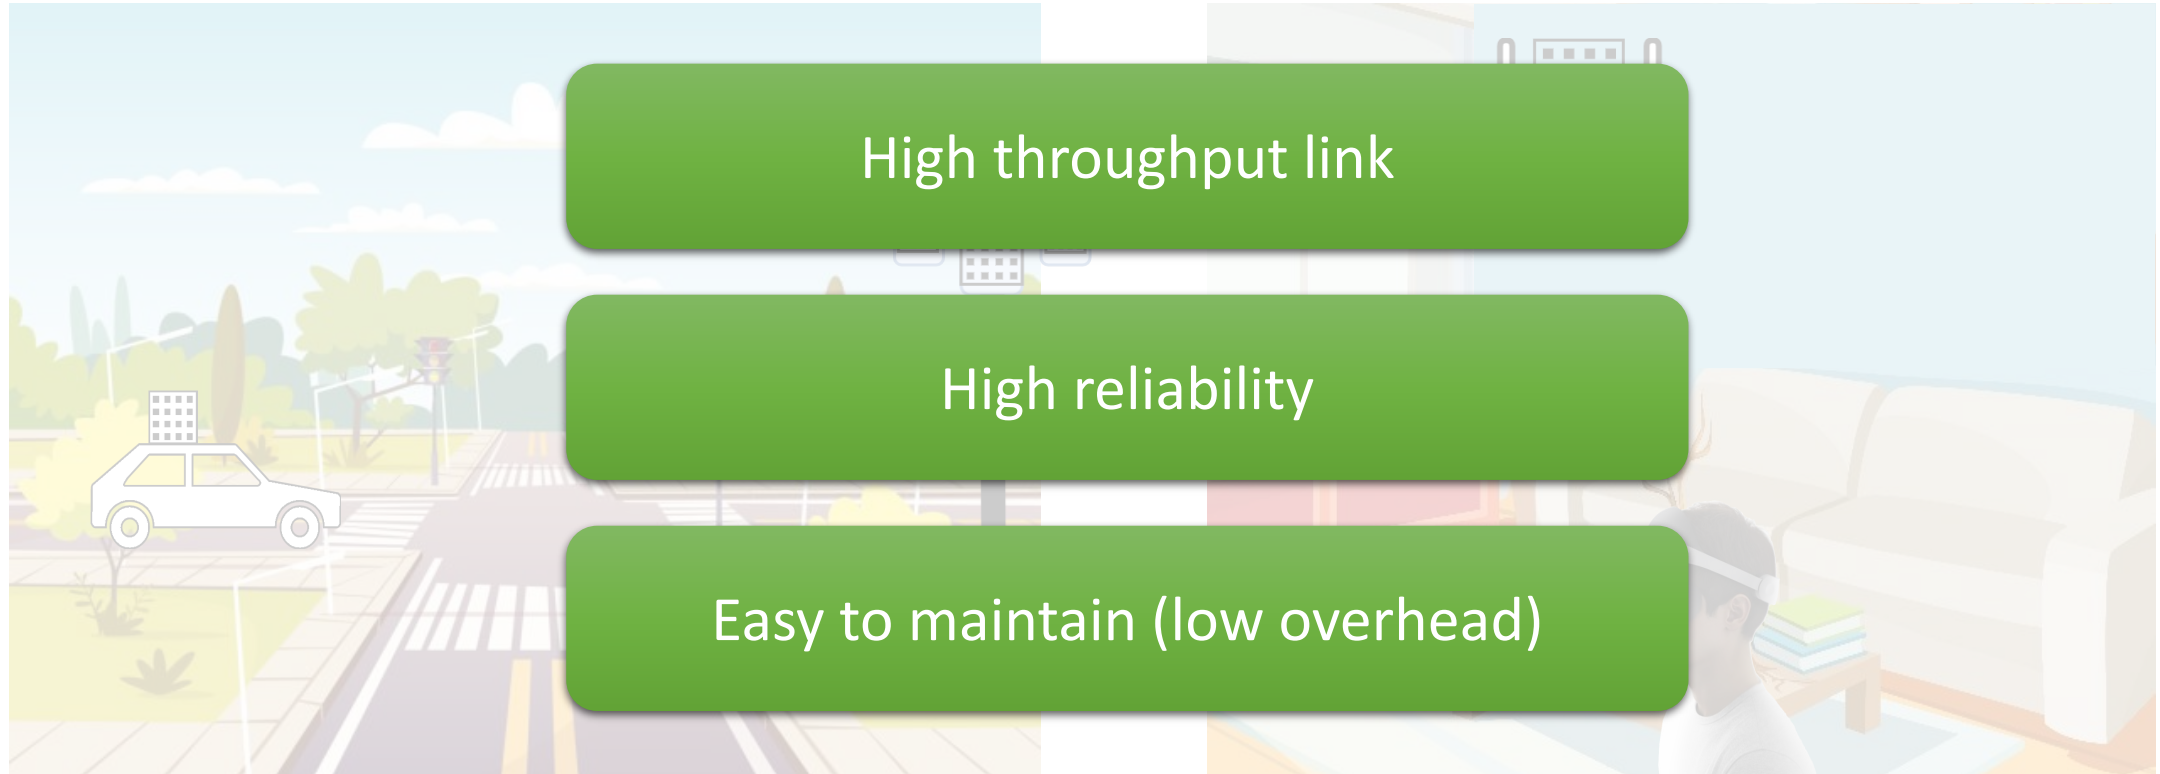 High throughput link
High reliability
Easy to maintain (low overhead)